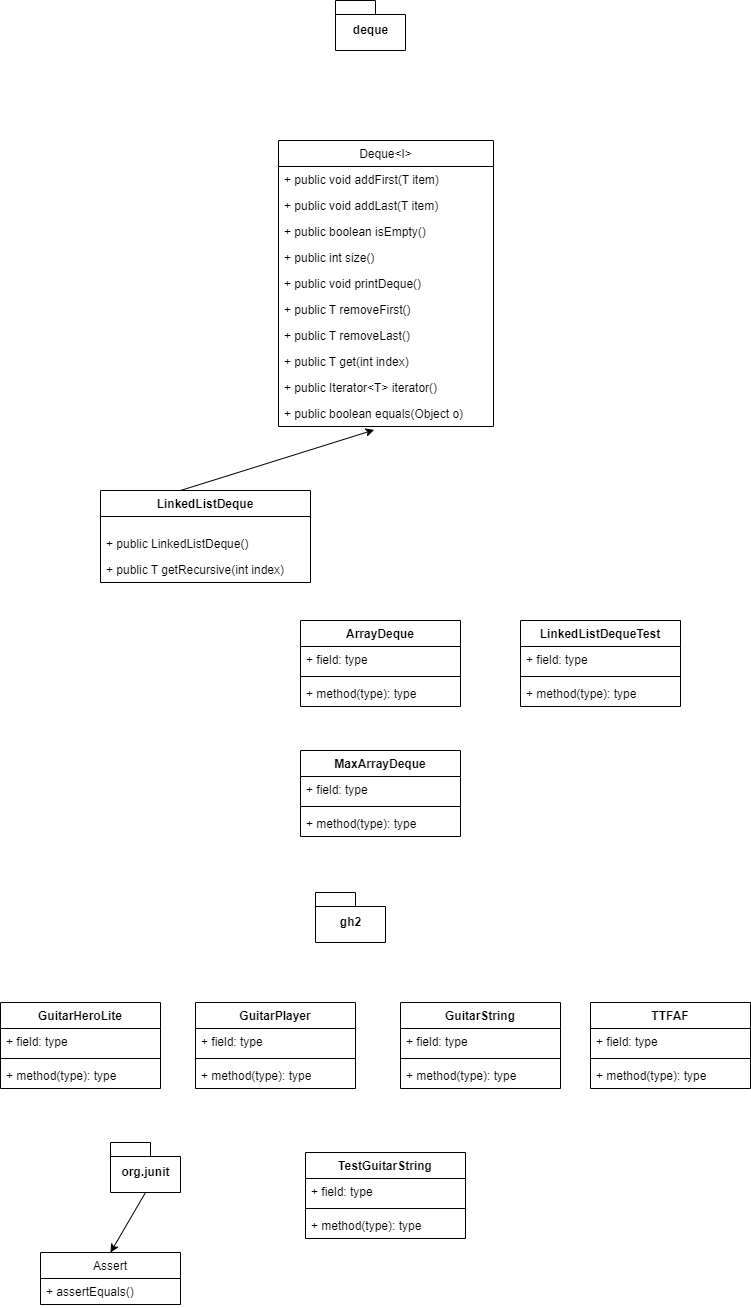 deque
Deque<I>
+ public void addFirst(T item)
+ public void addLast(T item)
+ public boolean isEmpty()
+ public int size()
+ public void printDeque()
+ public T removeFirst()
+ public T removeLast()
+ public T get(int index)
+ public Iterator<T> iterator()
+ public boolean equals(Object o)
LinkedListDeque
+ public LinkedListDeque()
+ public T getRecursive(int index)
ArrayDeque
+ field: type
+ method(type): type
LinkedListDequeTest
+ field: type
+ method(type): type
MaxArrayDeque
+ field: type
+ method(type): type
gh2
GuitarHeroLite
+ field: type
+ method(type): type
GuitarPlayer
+ field: type
+ method(type): type
GuitarString
+ field: type
+ method(type): type
TTFAF
+ field: type
+ method(type): type
org.junit
Assert
+ assertEquals()
TestGuitarString
+ field: type
+ method(type): type